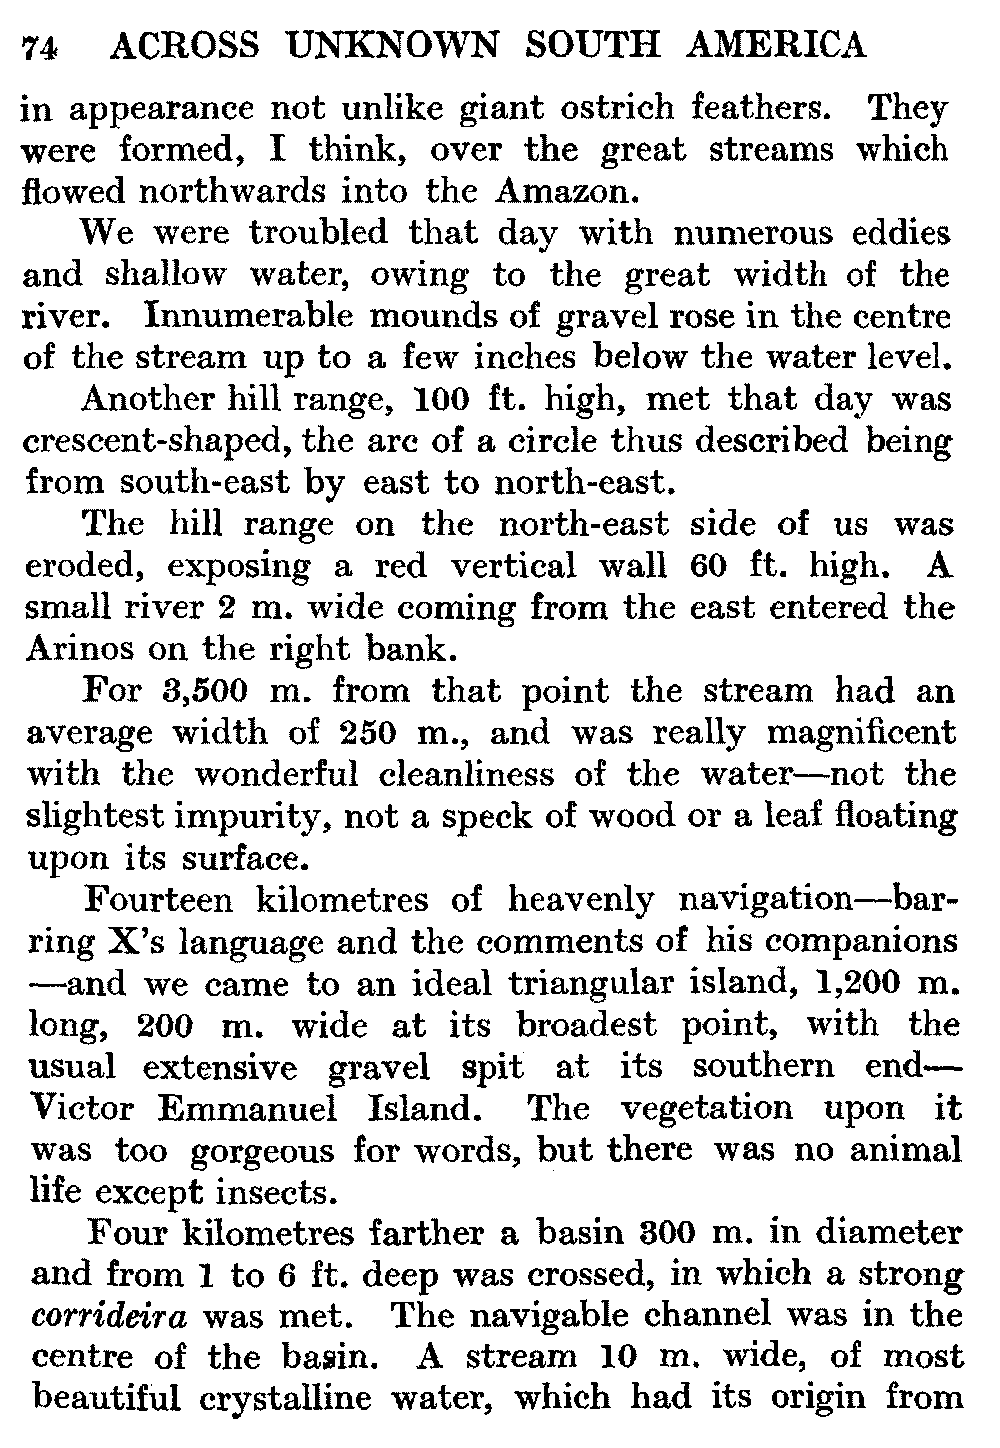 74 ACROSS UNKNOWN SOUTH AMERICA
in appearance not unlike giant ostrich feathers. They
were formed, I think, over the great streams which
flowed northwards into the Amazon.
We were troubled that day with numerous eddies
and shallow water, owing to the great width of the
river. Innumerable mounds of gravel rose in the centre
of the stream up to a few inches below the water level.
Another hill range, 100 ft. high, met that day was
crescent-shaped, the arc of a circle thus described being
from south-east by east to north-east.
The hill range on the north-east side of us was
eroded, exposing a red vertical wall 60 ft. high. A
small river 2 m. wide coming from the east entered the
Arinos on the right bank.
For 3,500 m. from that point the stream had an
average width of 250 m., and was really magnificent
with the wonderful cleanliness of the water—not the
slightest impurity, not a speck of wood or a leaf floating
upon its surface.
Fourteen kilometres of heavenly navigation—bar-
ring X's language and the comments of his companions
—and we came to an ideal triangular island, 1,200 m.
long, 200 m. wide at its broadest point, with the
usual extensive gravel spit at its southern end—
Victor Emmanuel Island. The vegetation upon it
was too gorgeous for words, but there was no animal
life except insects.
Four kilometres farther a basin 300 m. in diameter
and from 1 to 6 ft. deep was crossed, in which a strong
corrideira was met. The navigable channel was in the
centre of the basin. A stream 10 m. wide, of most
beautiful crystalline water, which had its origin from